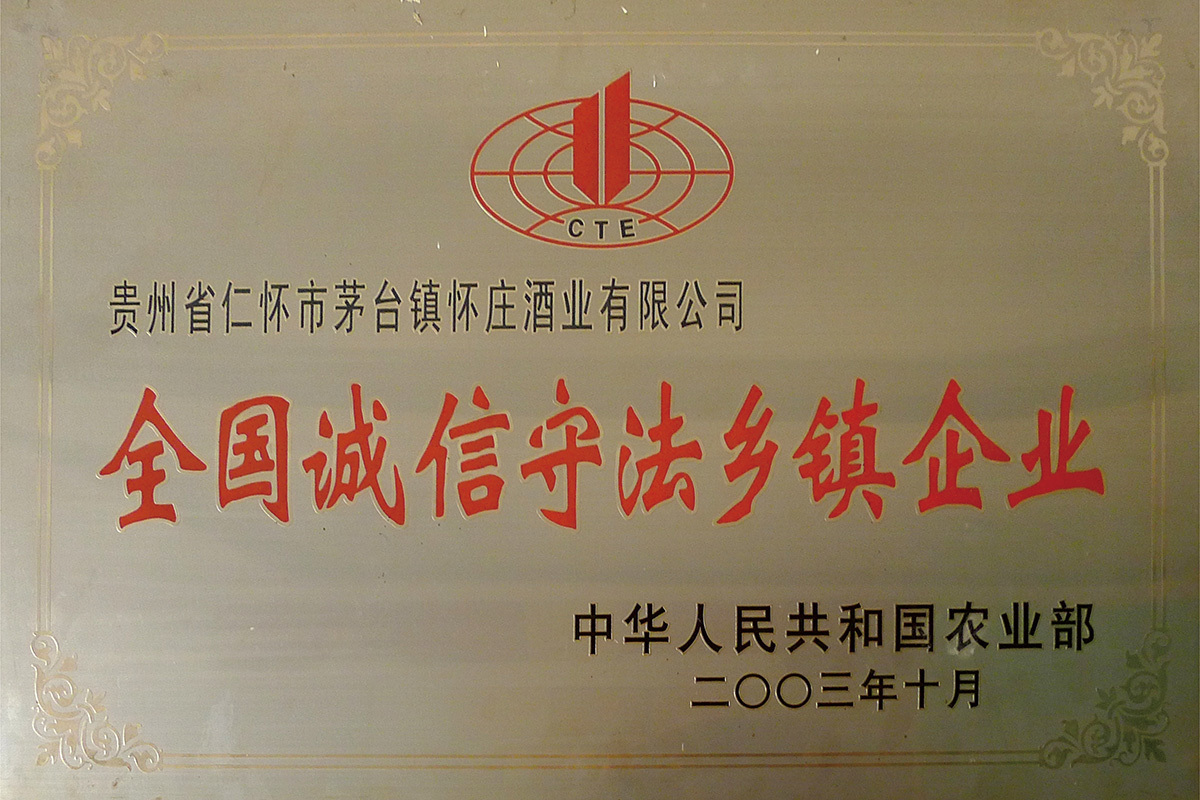 CTE
贵州省仁怀市茅台镇怀庄酒业有限公司
全国诚信守法乡镇企业
中华人民共和国农业部
二〇〇三年十月